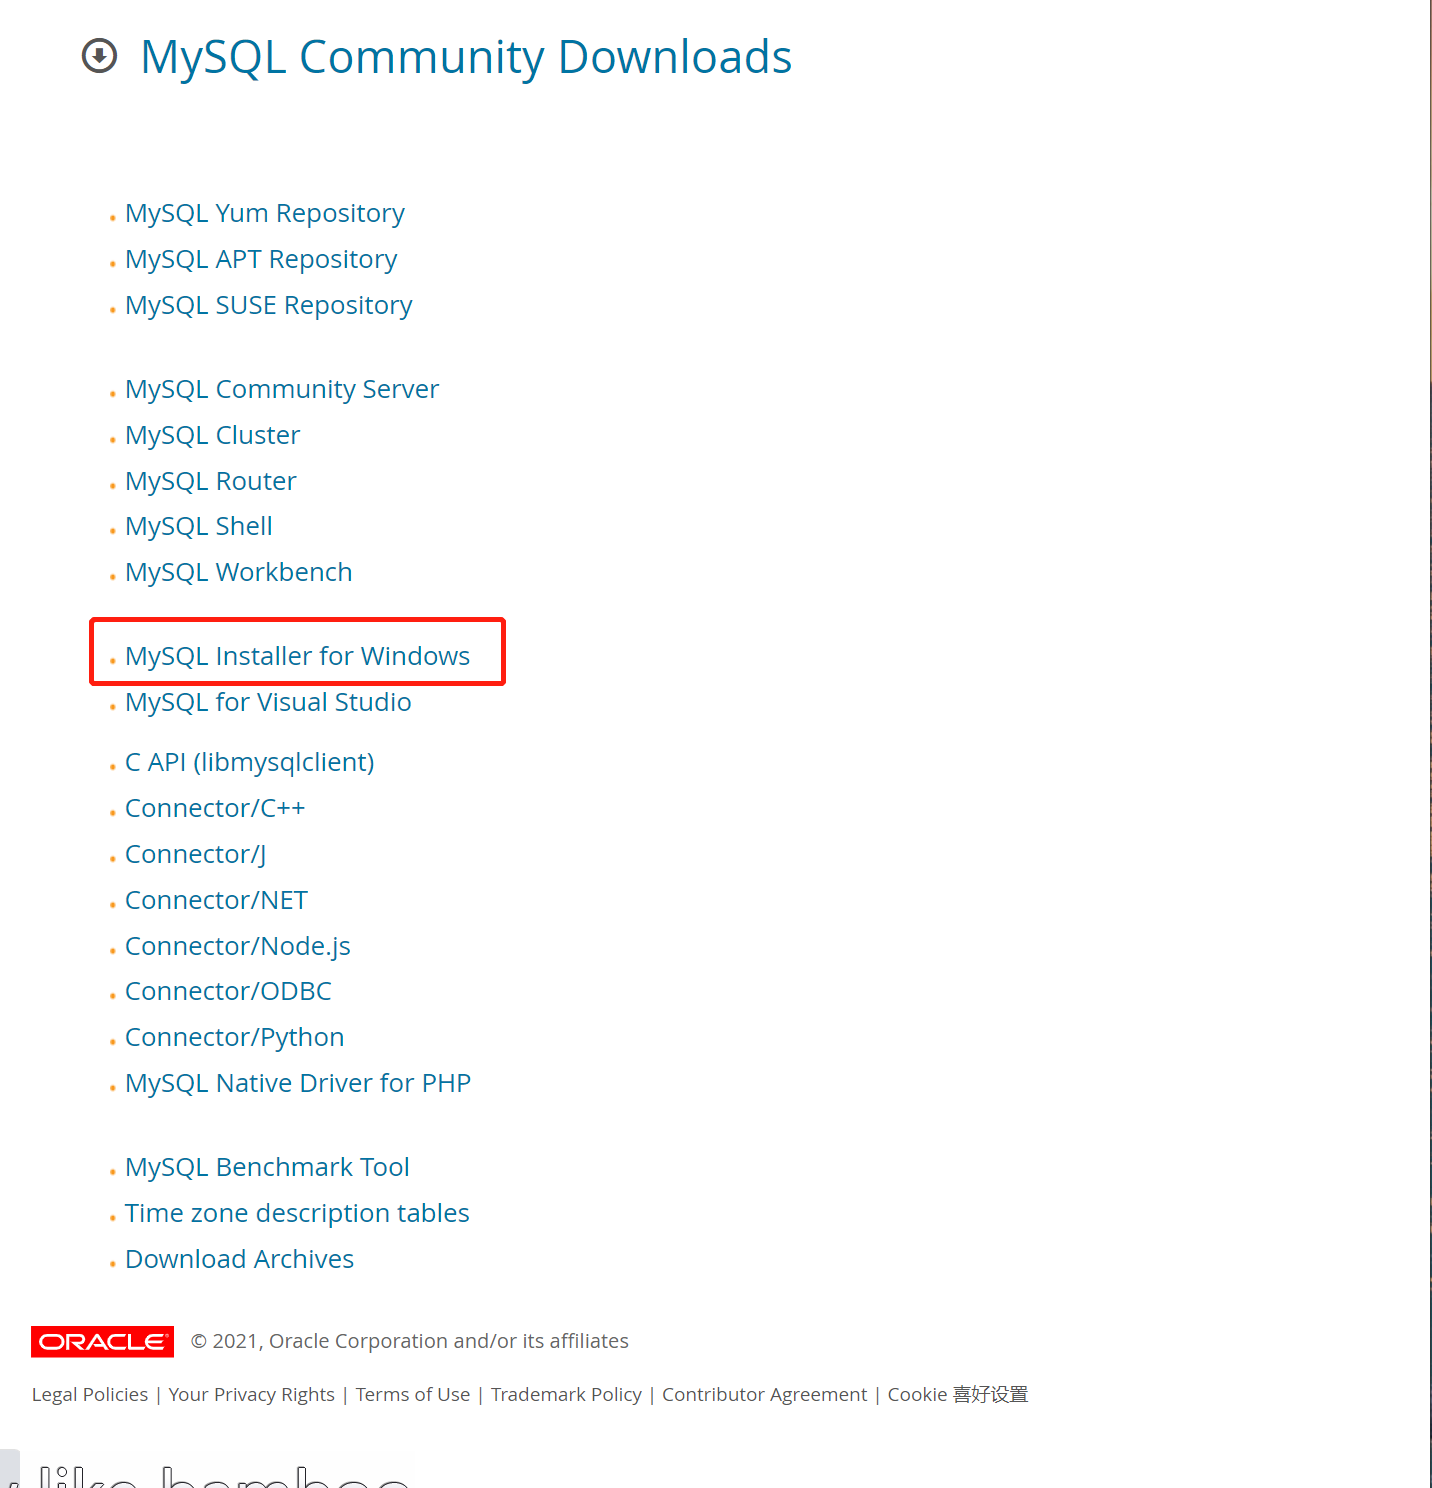 MySQL Community Downloads
MySQL Yum Repository
MySQL APT Repository
MySQL SUSE Repository
MySQL Community Server
MySQL Cluster
MySQL Router
MySQL Shell
MySQL Workbench
MySQL Installer for Windows
MySQL for Visual Studio
C API (libmysqlclient)
Connector/C++
Connector/J
Connector/NET
Connector/Node.js
Connector/ODBC
Connector/Python
MySQL Native Driver for PHP
MySQL Benchmark Tool
Time zone description tables
Download Archives
ORACLE © 2021, Oracle Corporation and/or its affiliates
Legal Policies | Your Privacy Rights | Terms of Use | Trademark Policy | Contributor Agreement | Cookie 喜好设置
like bamboo